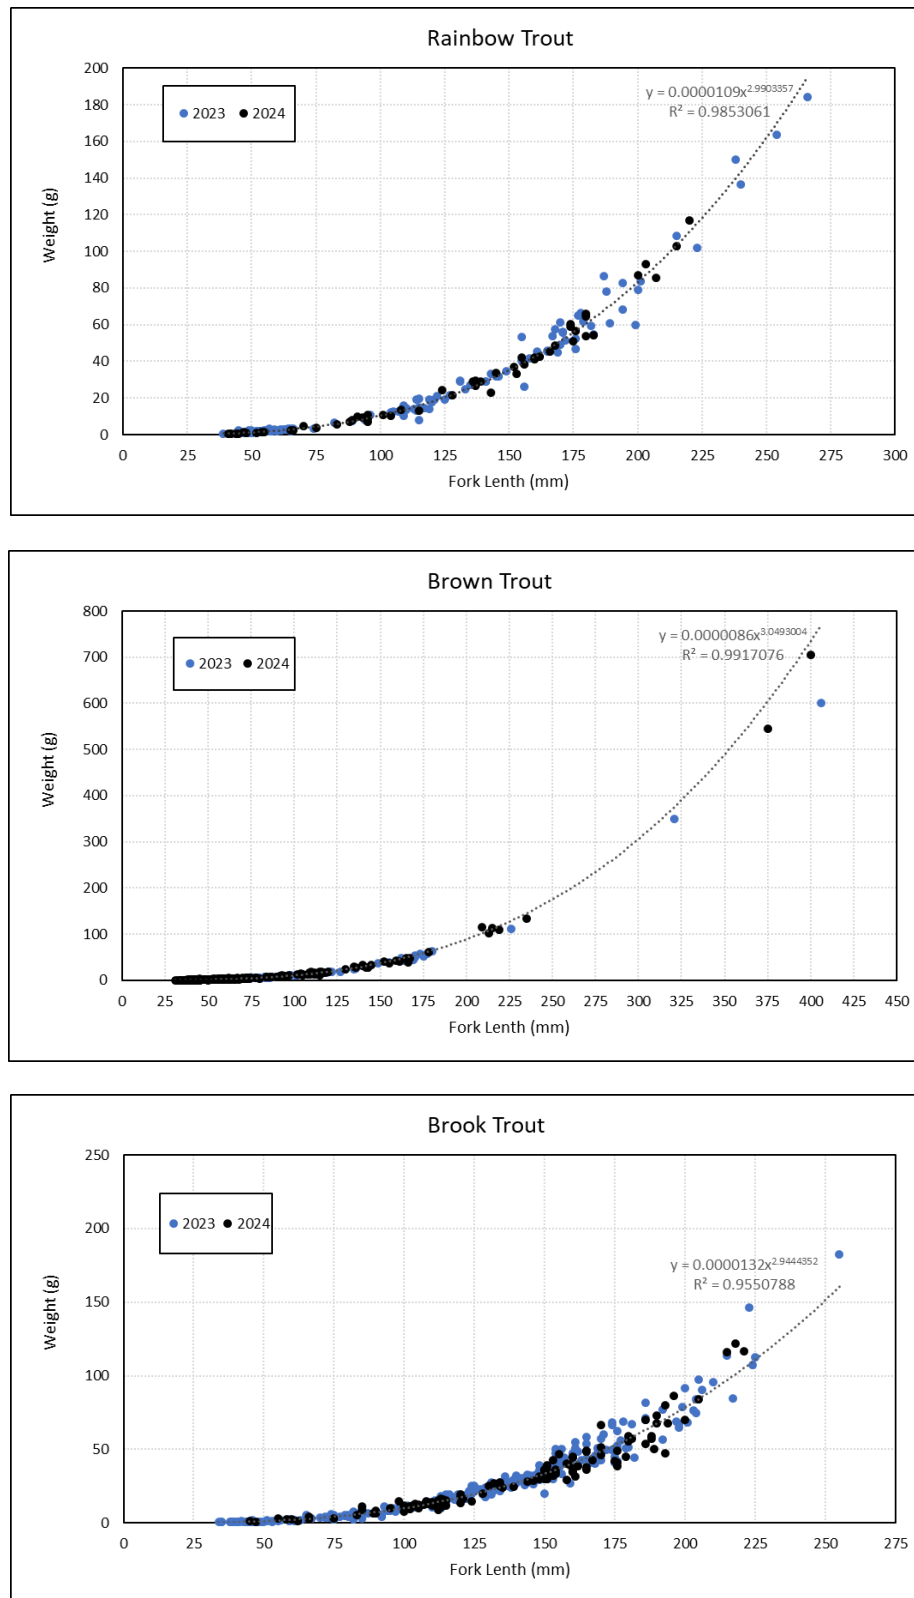 Rainbow Trout
200
180
160
140
120
100
80
60
40
20
0
Weight (g)
2023 2024
y = 0.0000109x^2.9903357
R² = 0.9853061
0 25 50 75 100 125 150 175 200 225 250 275 300
Fork Lenth (mm)
Brown Trout
800
700
600
500
400
300
200
100
0
Weight (g)
2023 2024
y = 0.0000086x^3.0493004
R² = 0.9917076
0 25 50 75 100 125 150 175 200 225 250 275 300 325 350 375 400 425 450
Fork Lenth (mm)
Brook Trout
250
200
150
100
50
0
Weight (g)
2023 2024
y = 0.0000132x^2.9444352
R² = 0.9550788
0 25 50 75 100 125 150 175 200 225 250 275
Fork Lenth (mm)